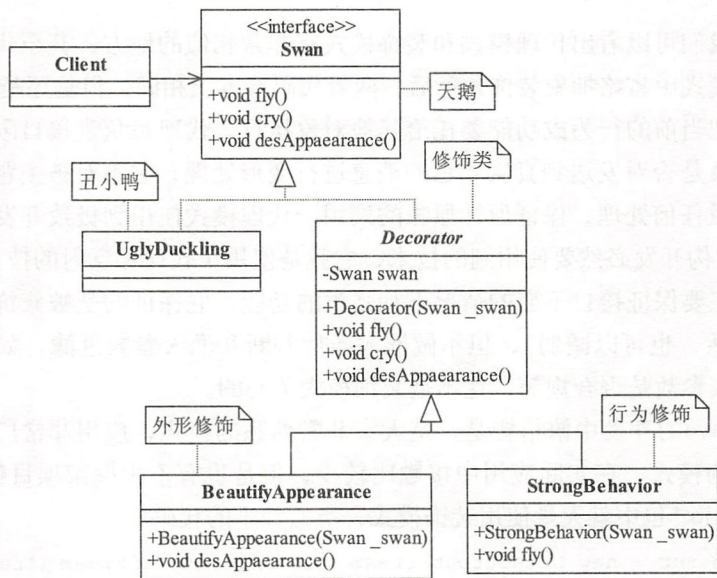 <<interface>>
Swan
Client
+void fly()
+void cry()
+void desAppaearance()
天鹅
丑小鸭
修饰类
UglyDuckling
Decorator
-Swan swan
+Decorator(Swan _swan)
+void fly()
+void cry()
+void desAppaearance()
外形修饰
行为修饰
BeautifyAppearance
+BeautifyAppearance(Swan _swan)
+void desAppaearance()
StrongBehavior
+StrongBehavior(Swan _swan)
+void fly()